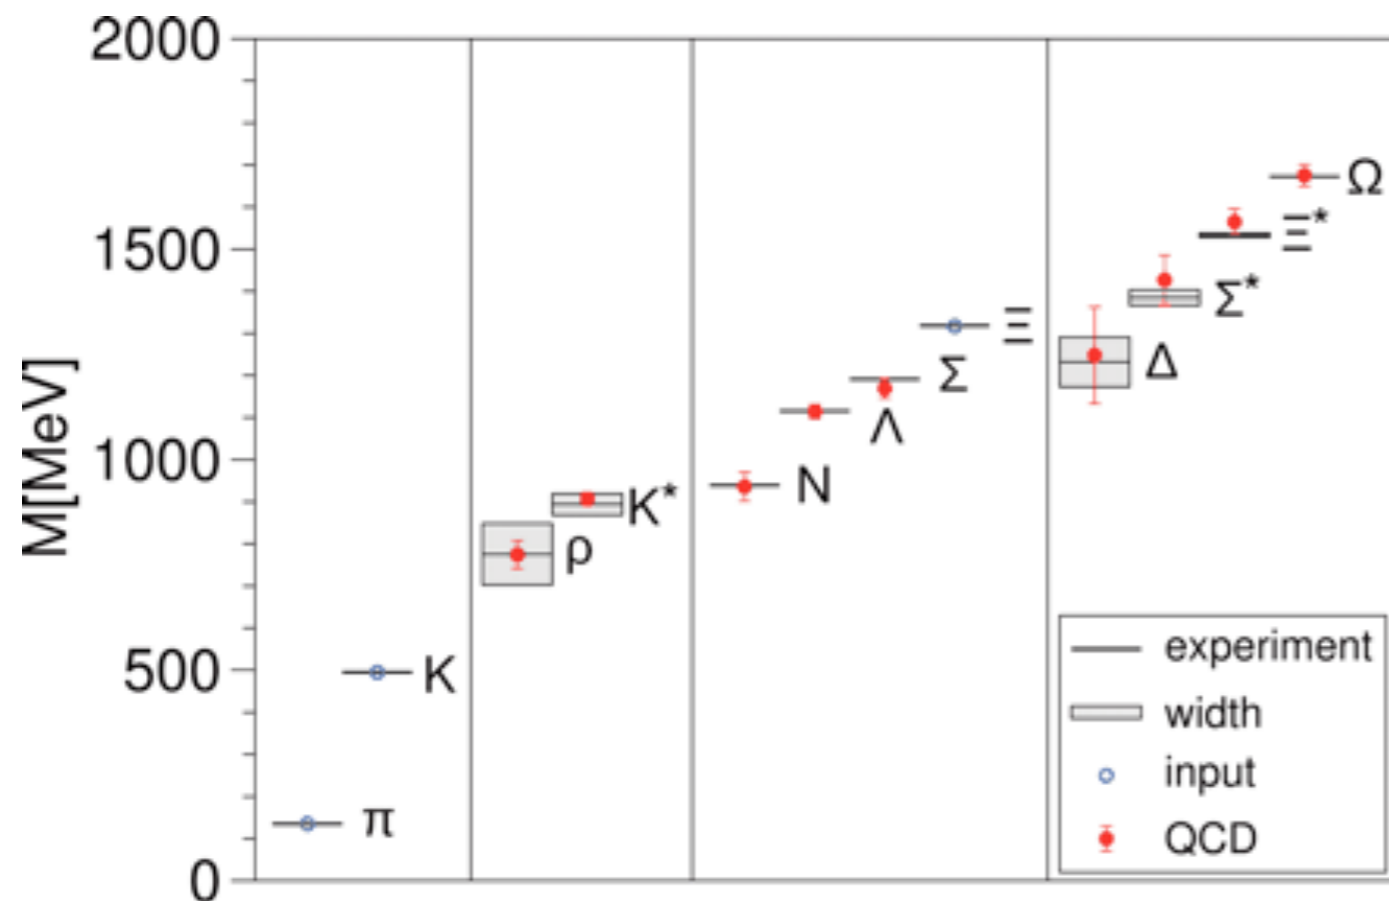 2000
1500
1000
500
0
M[MeV]
π
K
ρ
K*
N
Λ
Σ
Ξ
Δ
Σ*
Ξ*
Ω
experiment
width
input
QCD